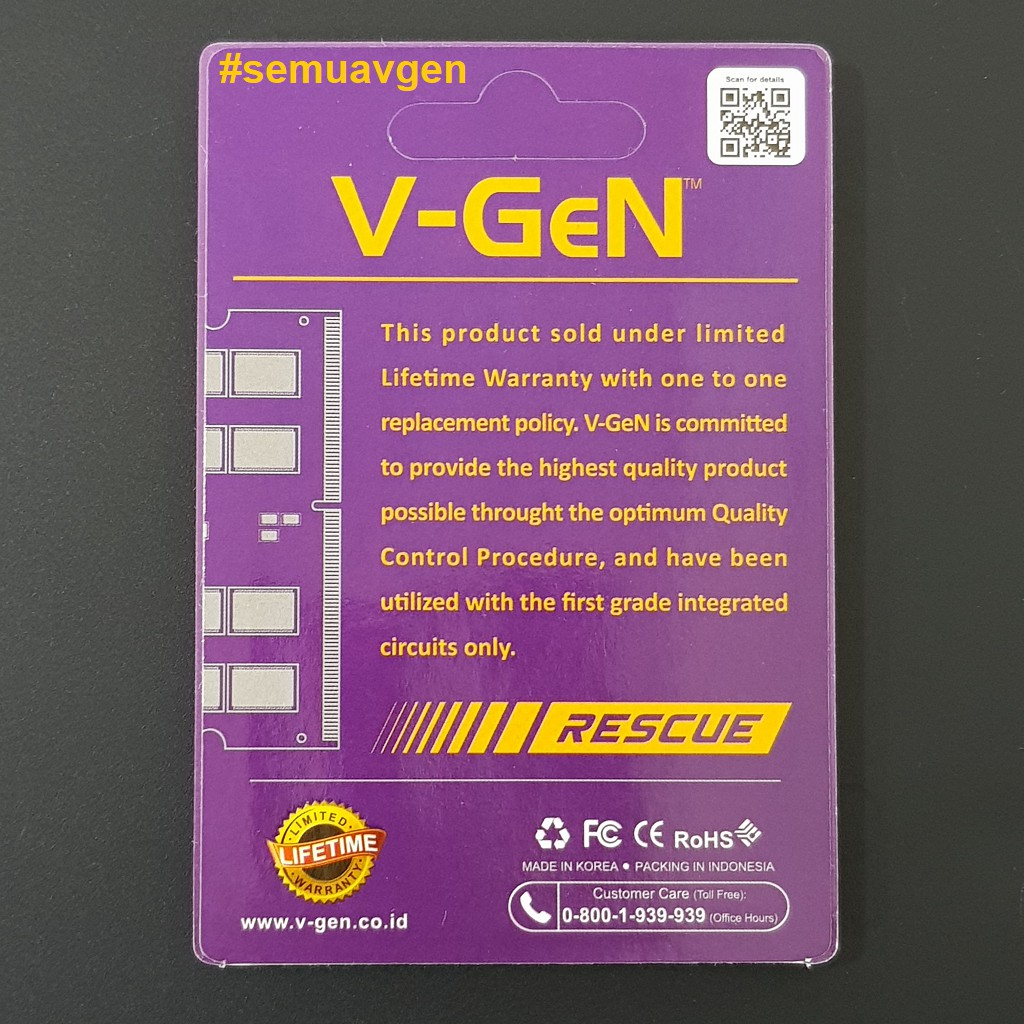 #semuavgen
Scan for details
V-GeN™
This product sold under limited
Lifetime Warranty with one to one
replacement policy. V-GeN is committed
to provide the highest quality product
possible throught the optimum Quality
Control Procedure, and have been
utilized with the first grade integrated
circuits only.
RESCUE
LIMITED
LIFETIME
WARRANTY
www.v-gen.co.id
FC CE RoHS
MADE IN KOREA • PACKING IN INDONESIA
Customer Care (Toll Free):
0-800-1-939-939 (Office Hours)